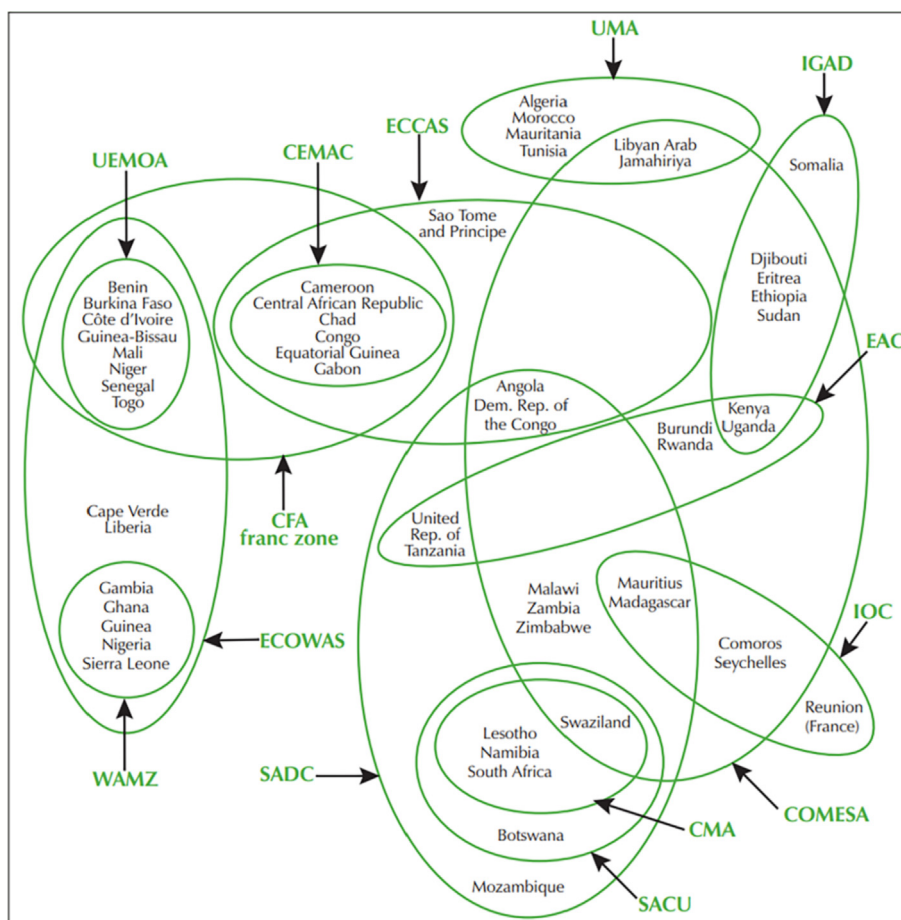 UMA
IGAD
Algeria
Morocco
Mauritania
Tunisia
Libyan Arab
Jamahiriya
ECCAS
CEMAC
UEMOA
Somalia
Sao Tome
and Principe
Djibouti
Eritrea
Ethiopia
Sudan
Benin
Burkina Faso
Côte d'Ivoire
Guinea-Bissau
Mali
Niger
Senegal
Togo
Cameroon
Central African Republic
Chad
Congo
Equatorial Guinea
Gabon
EAC
Angola
Dem. Rep. of
the Congo
Burundi
Rwanda
Kenya
Uganda
Cape Verde
Liberia
CFA
franc zone
United
Rep. of
Tanzania
Gambia
Ghana
Guinea
Nigeria
Sierra Leone
ECOWAS
Malawi
Zambia
Zimbabwe
Mauritius
Madagascar
IOC
Comoros
Seychelles
Reunion
(France)
Swaziland
Lesotho
Namibia
South Africa
WAMZ
SADC
COMESA
CMA
Botswana
Mozambique
SACU